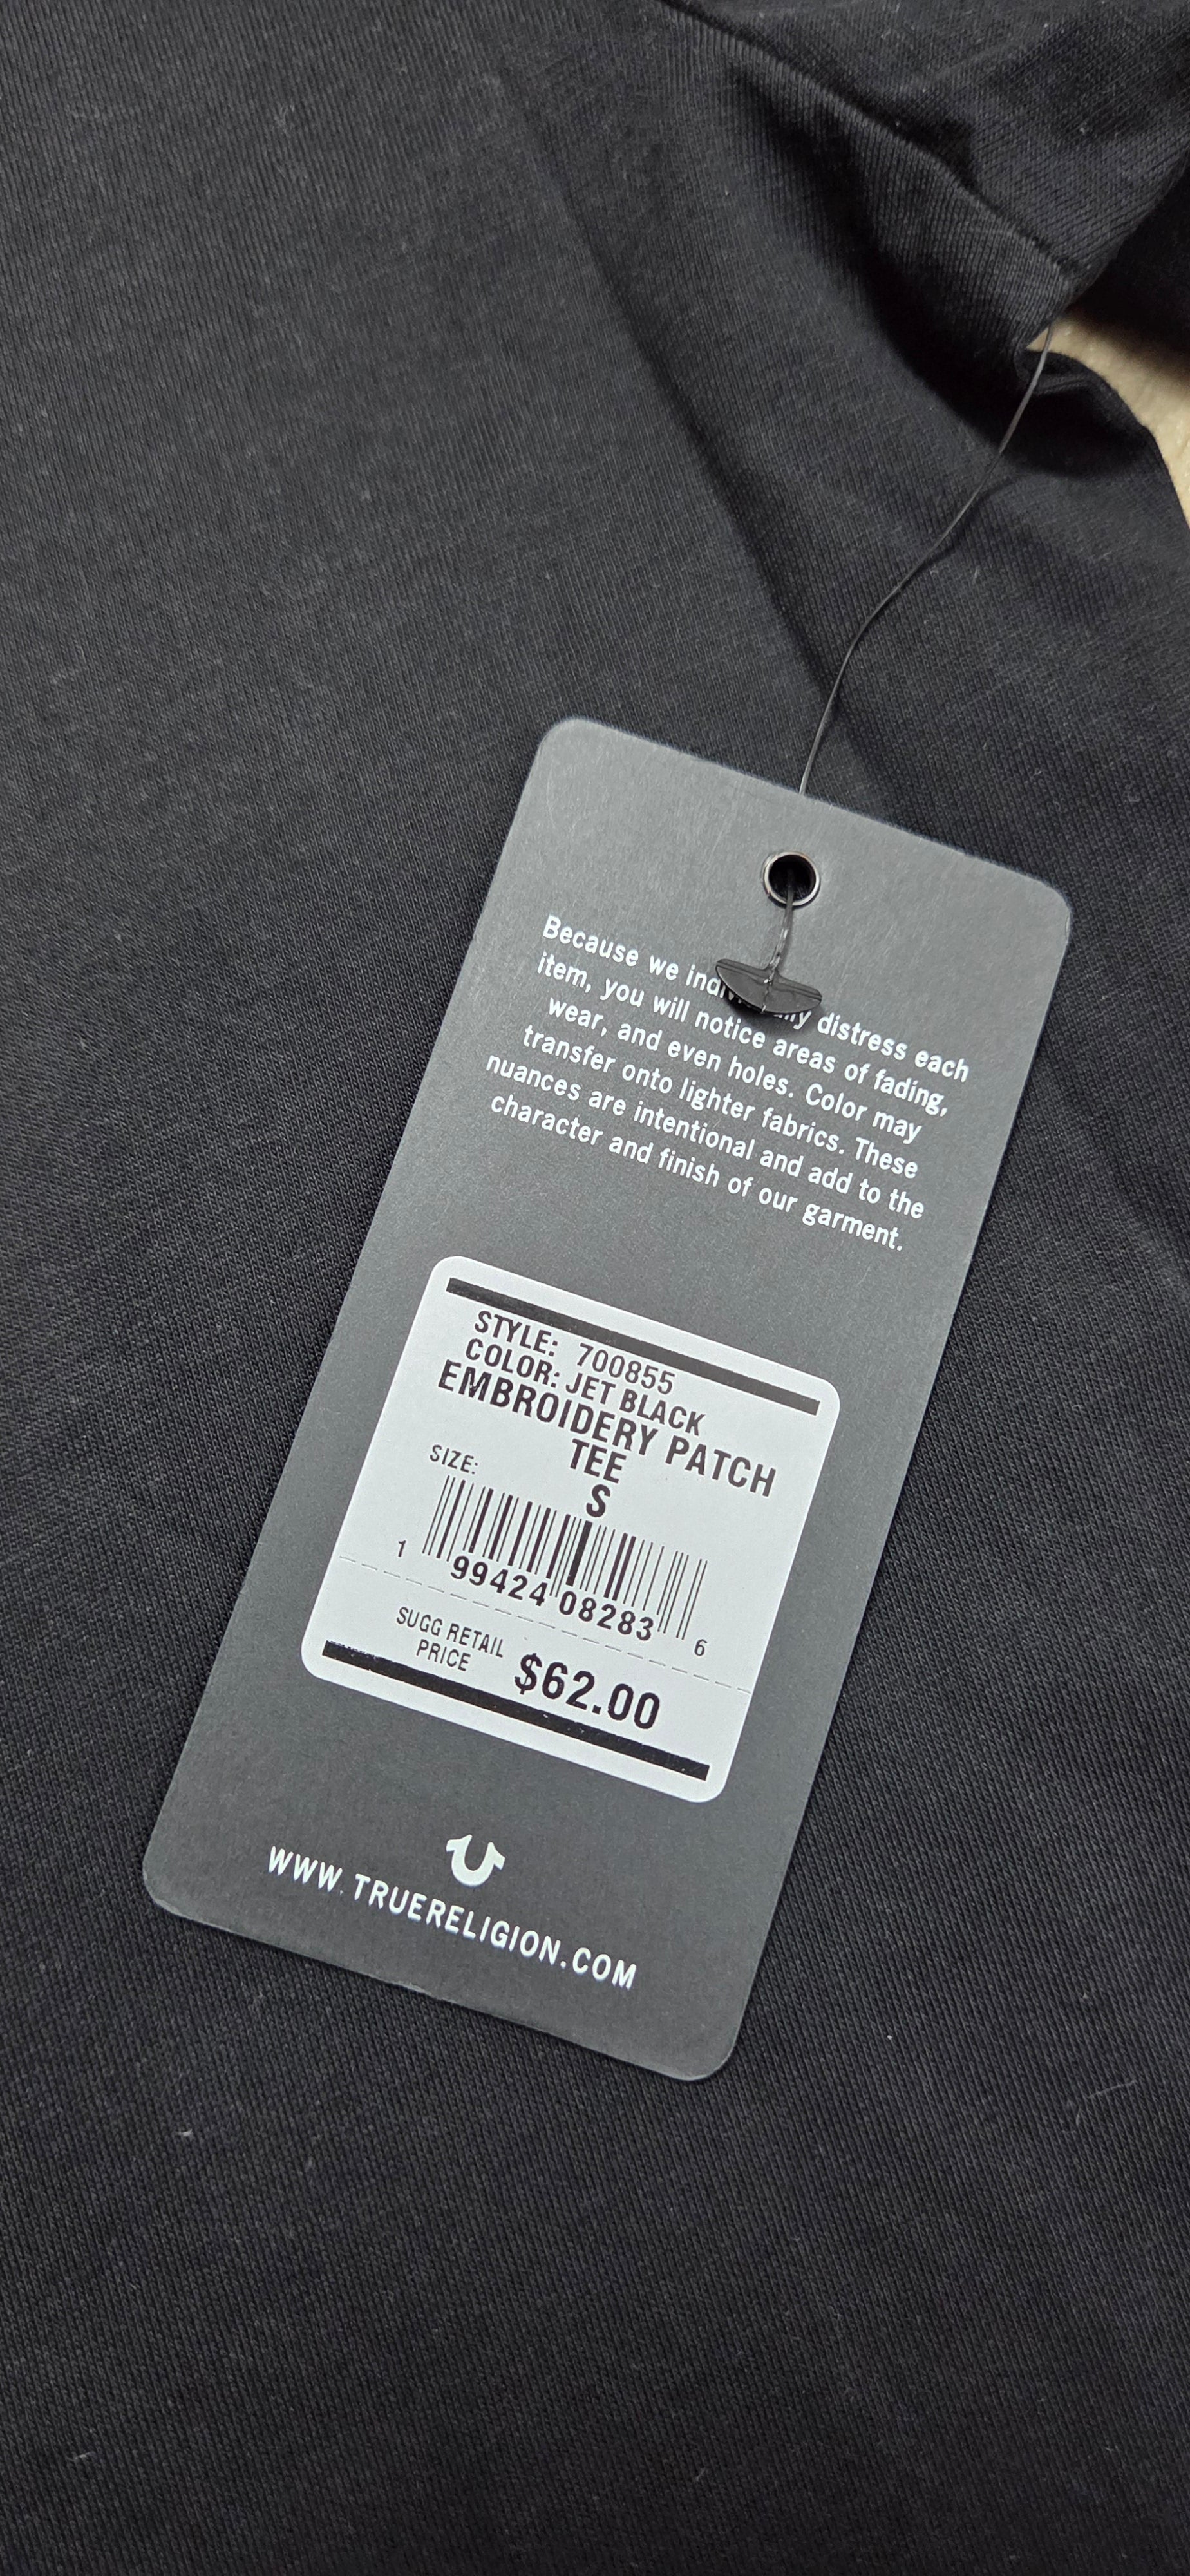 Because we distress each
item, you will notice areas of fading,
wear, and even holes. Color may
transfer onto lighter fabrics. These
nuances are intentional and add to the
character and finish of our garment.
STYLE: 700855
COLOR: JET BLACK
EMBROIDERY PATCH
TEE
SIZE: S
1 99424 08283 6
SUGG RETAIL
PRICE $62.00
WWW.TRUERELIGION.COM